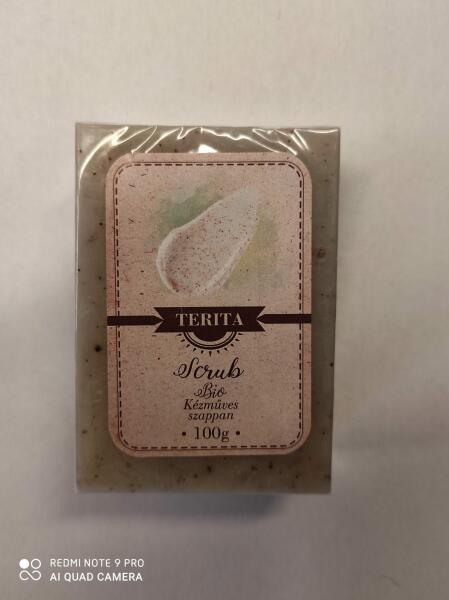 TERITA
Scrub
Bio
Kézműves
szappan
• 100g •
REDMI NOTE 9 PRO
AI QUAD CAMERA